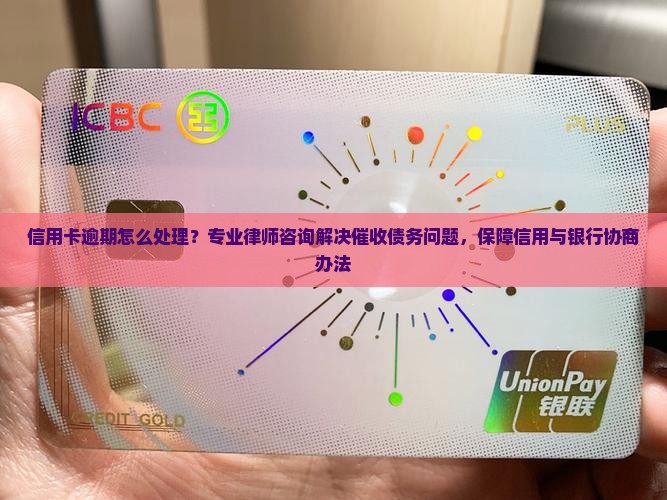 ICBC
PLUS
信用卡逾期怎么处理？专业律师咨询解决催收债务问题，保障信用与银行协商
办法
UnionPay
银联
CREDIT GOLD